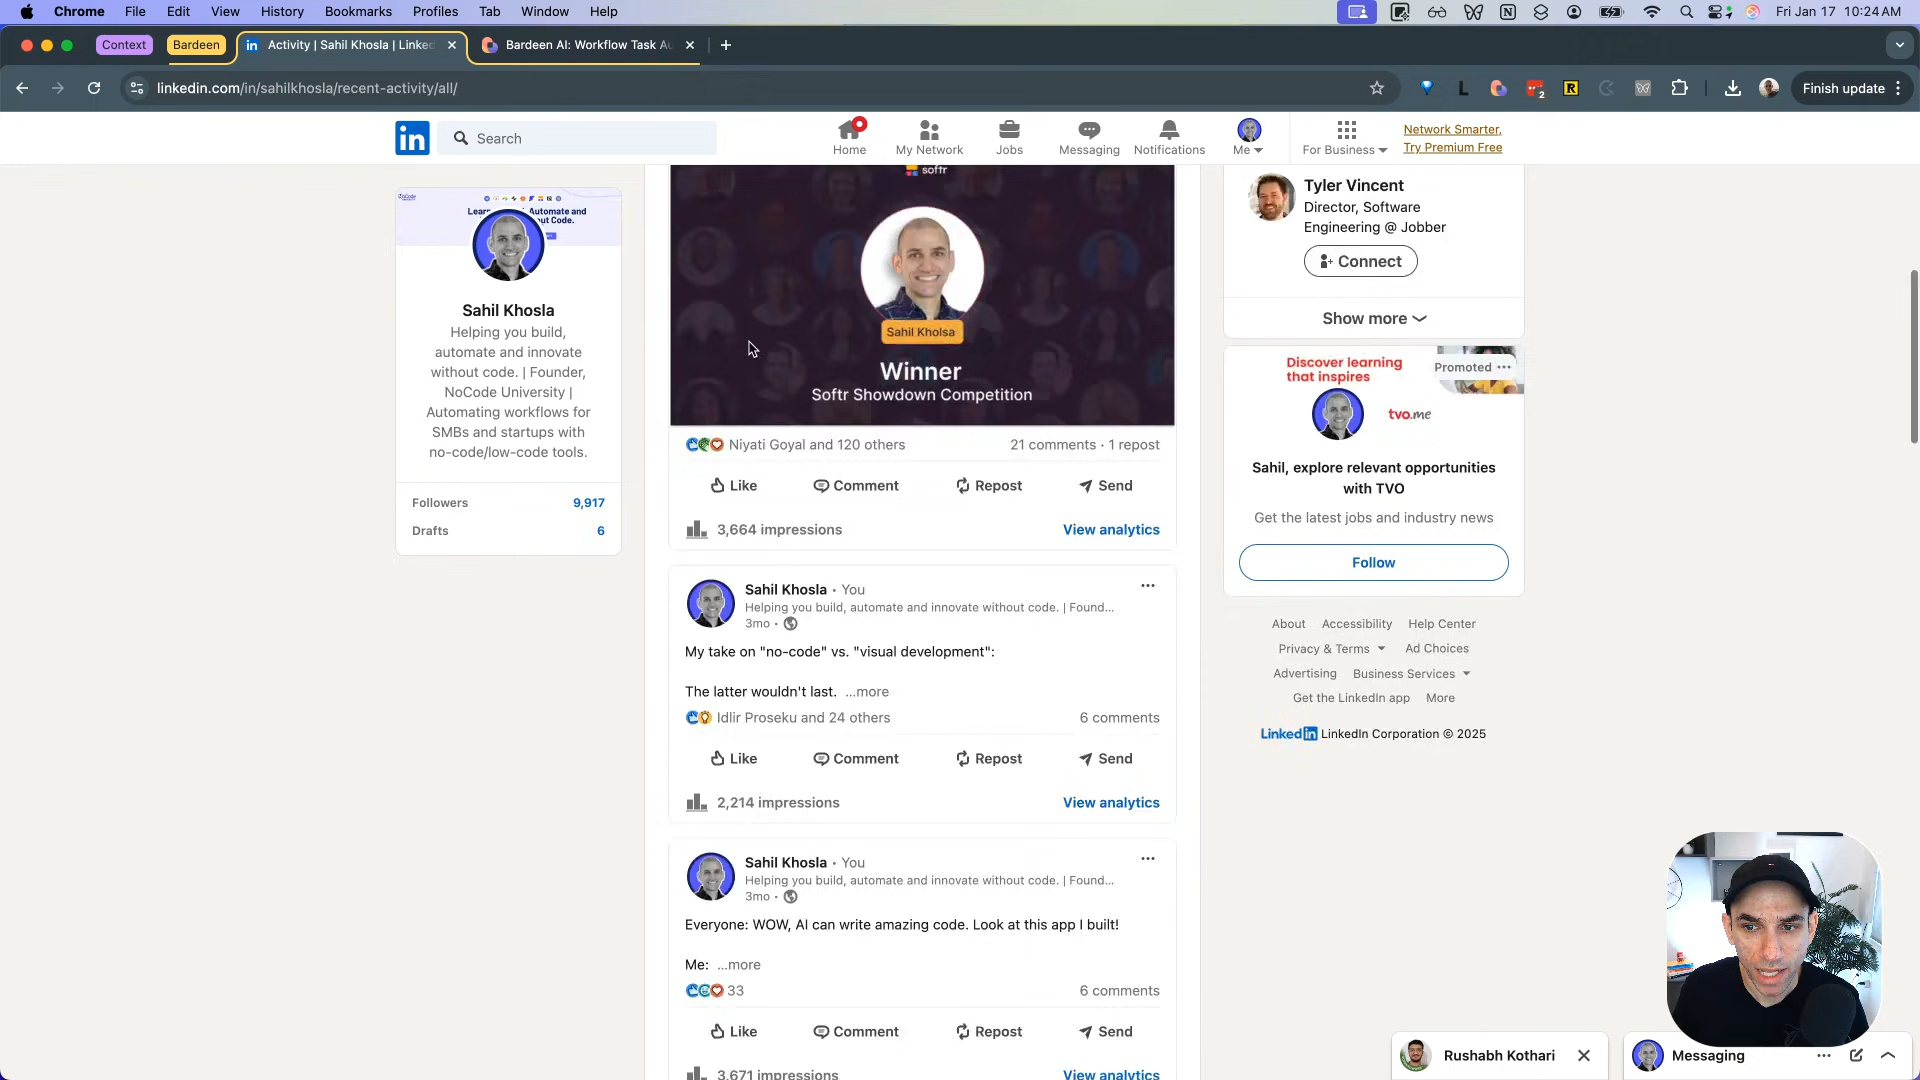 Chrome File Edit View History Bookmarks Profiles Tab Window Help
Fri Jan 17 10:24 AM
Context
Bardeen
Activity | Sahil Khosla | Linked
Bardeen AI: Workflow Task Au
linkedin.com/in/sahilkhosla/recent-activity/all/
2
Finish update
in
Search
Home
My Network
Jobs
Messaging
Notifications
Me
For Business
Network Smarter,
Try Premium Free
Sahil Khosla
Helping you build,
automate and innovate
without code. | Founder,
NoCode University |
Automating workflows for
SMBs and startups with
no-code/low-code tools.
Followers 9,917
Drafts 6
softr
Sahil Kholsa
Winner
Softr Showdown Competition
Niyati Goyal and 120 others
21 comments · 1 repost
Like
Comment
Repost
Send
3,664 impressions
View analytics
Sahil Khosla • You
Helping you build, automate and innovate without code. | Found...
3mo •
My take on "no-code" vs. "visual development":
The latter wouldn't last. ...more
Idlir Proseku and 24 others
6 comments
Like
Comment
Repost
Send
2,214 impressions
View analytics
Sahil Khosla • You
Helping you build, automate and innovate without code. | Found...
3mo •
Everyone: WOW, AI can write amazing code. Look at this app I built!
Me: ...more
33
6 comments
Like
Comment
Repost
Send
3,671 impressions
View analytics
Tyler Vincent
Director, Software
Engineering @ Jobber
Connect
Show more
Discover learning
that inspires
Promoted
tvo.me
Sahil, explore relevant opportunities
with TVO
Get the latest jobs and industry news
Follow
About Accessibility Help Center
Privacy & Terms Ad Choices
Advertising Business Services
Get the LinkedIn app More
LinkedIn LinkedIn Corporation © 2025
Rushabh Kothari
Messaging